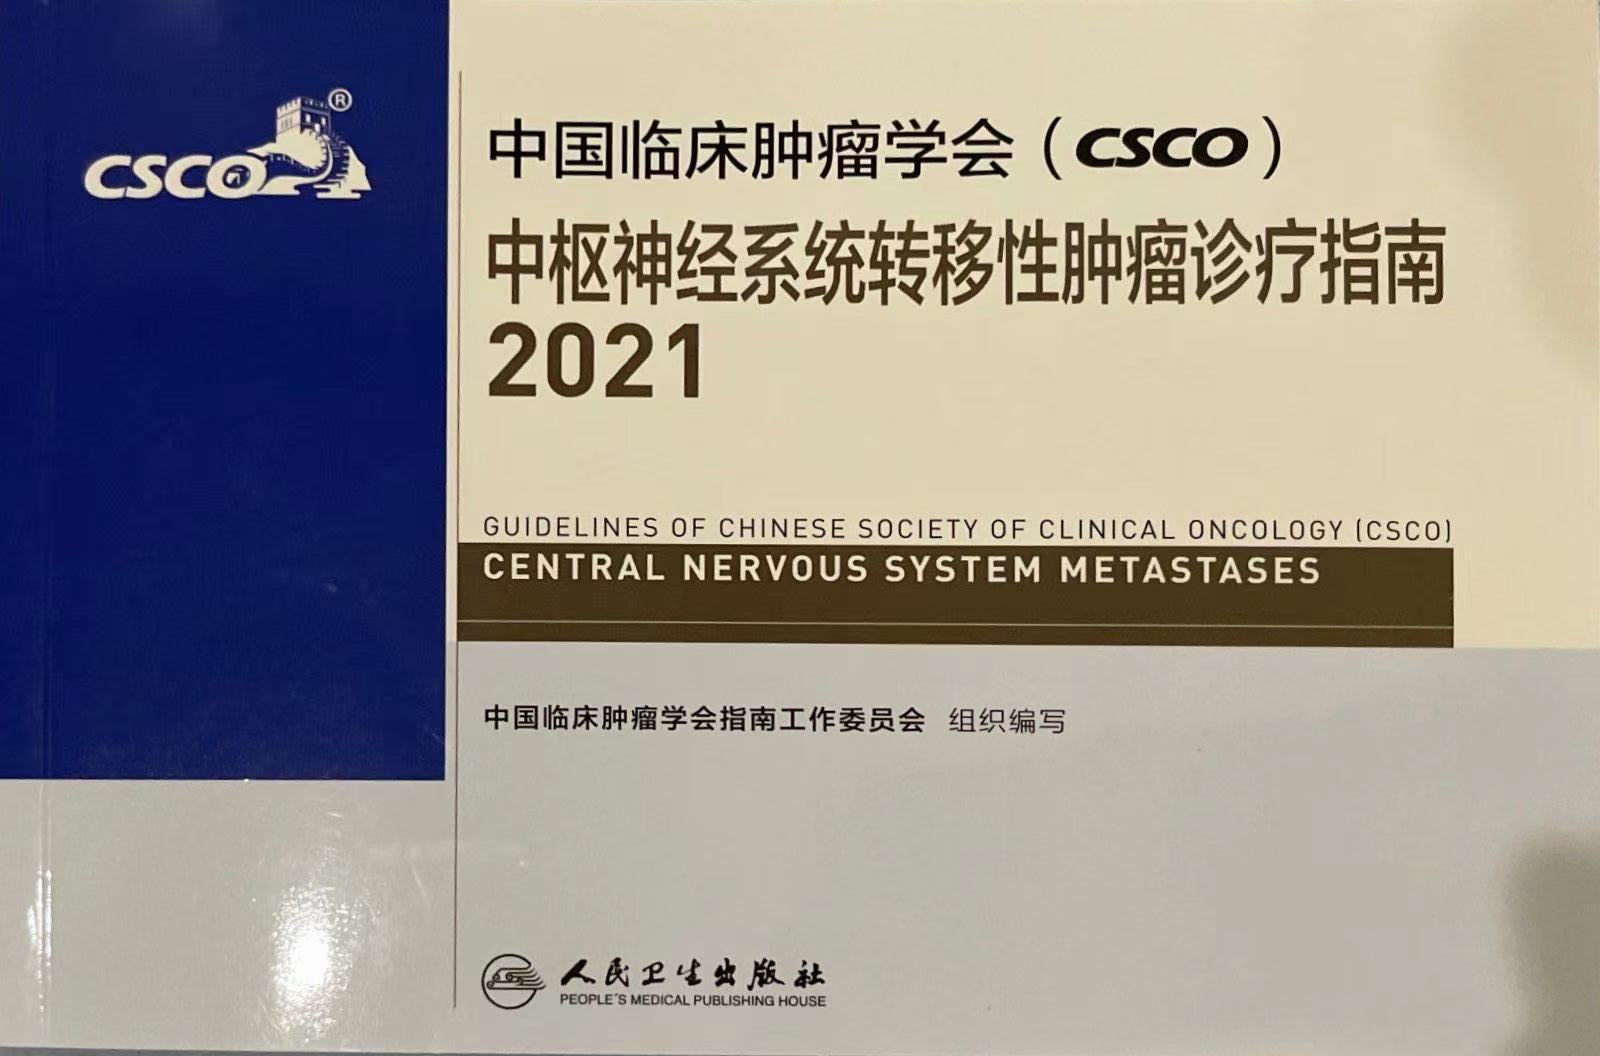 CSCO®
中国临床肿瘤学会（CSCO）
中枢神经系统转移性肿瘤诊疗指南
2021
GUIDELINES OF CHINESE SOCIETY OF CLINICAL ONCOLOGY (CSCO)
CENTRAL NERVOUS SYSTEM METASTASES
中国临床肿瘤学会指南工作委员会 组织编写
人民卫生出版社
PEOPLE'S MEDICAL PUBLISHING HOUSE